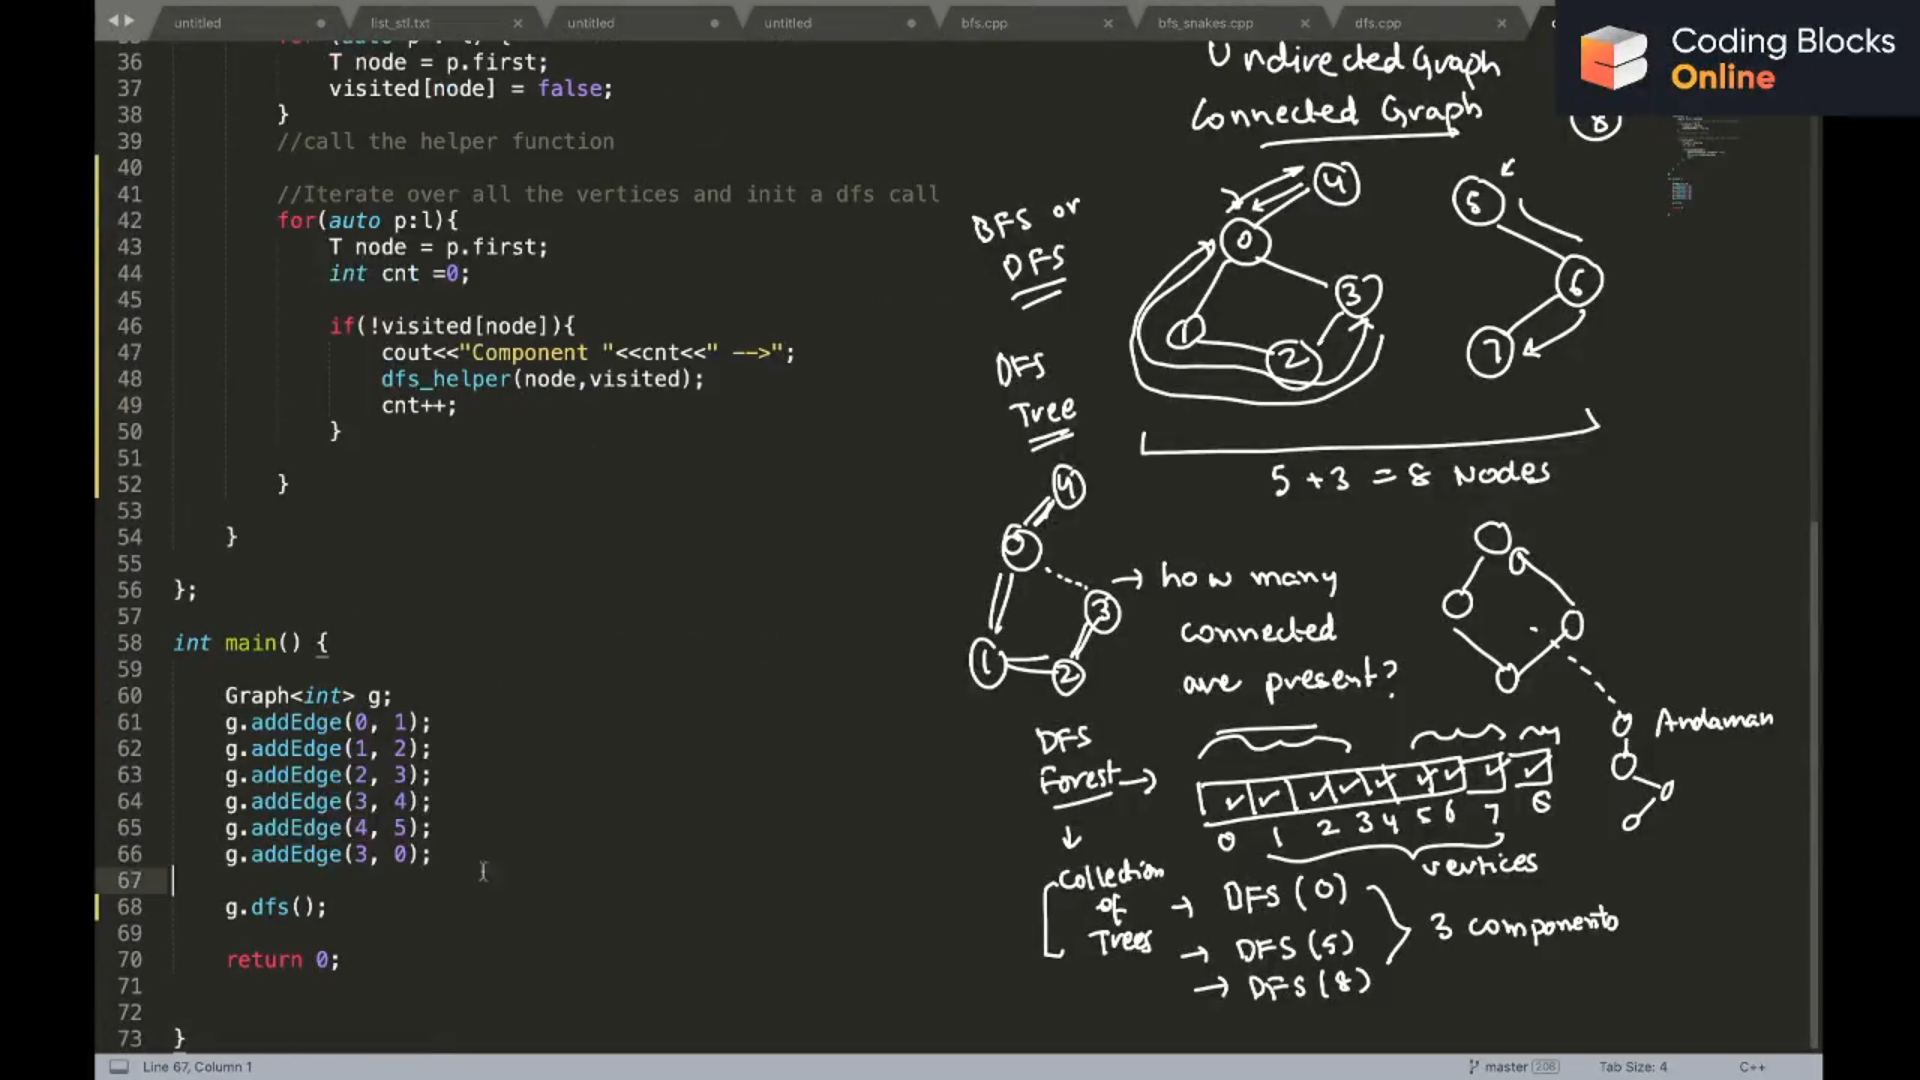 untitled
list_stl.txt
untitled
untitled
bfs.cpp
bfs_snakes.cpp
dfs.cpp
Coding Blocks
Online
36 T node = p.first;
37 visited[node] = false;
38 }
39 //call the helper function
40
41 //Iterate over all the vertices and init a dfs call
42 for(auto p:l){
43 T node = p.first;
44 int cnt =0;
45
46 if(!visited[node]){
47 cout<<"Component "<<cnt<<" -->";
48 dfs_helper(node,visited);
49 cnt++;
50 }
51
52 }
53
54 }
55
56 };
57
58 int main() {
59
60 Graph<int> g;
61 g.addEdge(0, 1);
62 g.addEdge(1, 2);
63 g.addEdge(2, 3);
64 g.addEdge(3, 4);
65 g.addEdge(4, 5);
66 g.addEdge(3, 0);
67
68 g.dfs();
69
70 return 0;
71
72
73 }
Undirected Graph
Connected Graph
8
BFS or
DFS
4
0
3
1
2
5
6
7
5 + 3 = 8 Nodes
DFS
Tree
4
0
3
1
2
→ how many
connected
are present?
Andaman
DFS
Forest →
0 1 2 3 4 5 6 7 8
vertices
Collection
of
Trees
→ DFS (0)
→ DFS (5)
→ DFS (8)
3 components
Line 67, Column 1
master 206
Tab Size: 4
C++